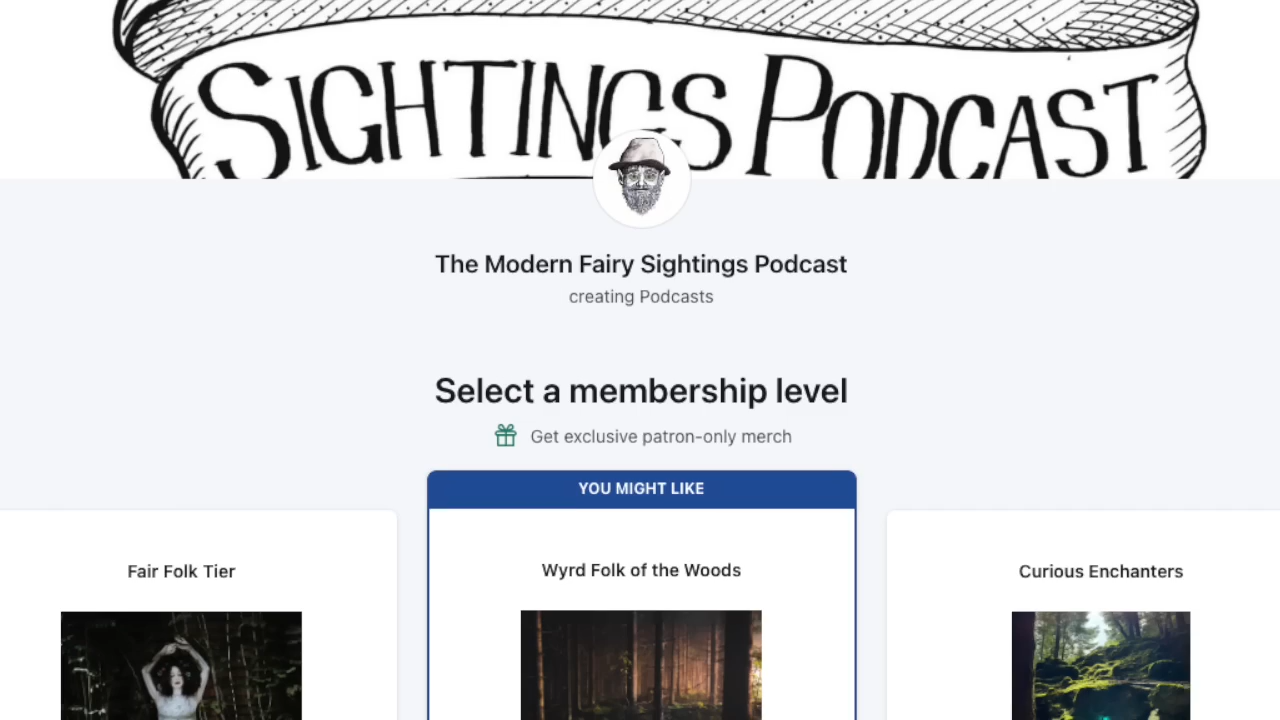 SIGHTINGS PODCAST
The Modern Fairy Sightings Podcast
creating Podcasts
Select a membership level
Get exclusive patron-only merch
YOU MIGHT LIKE
Fair Folk Tier
Wyrd Folk of the Woods
Curious Enchanters